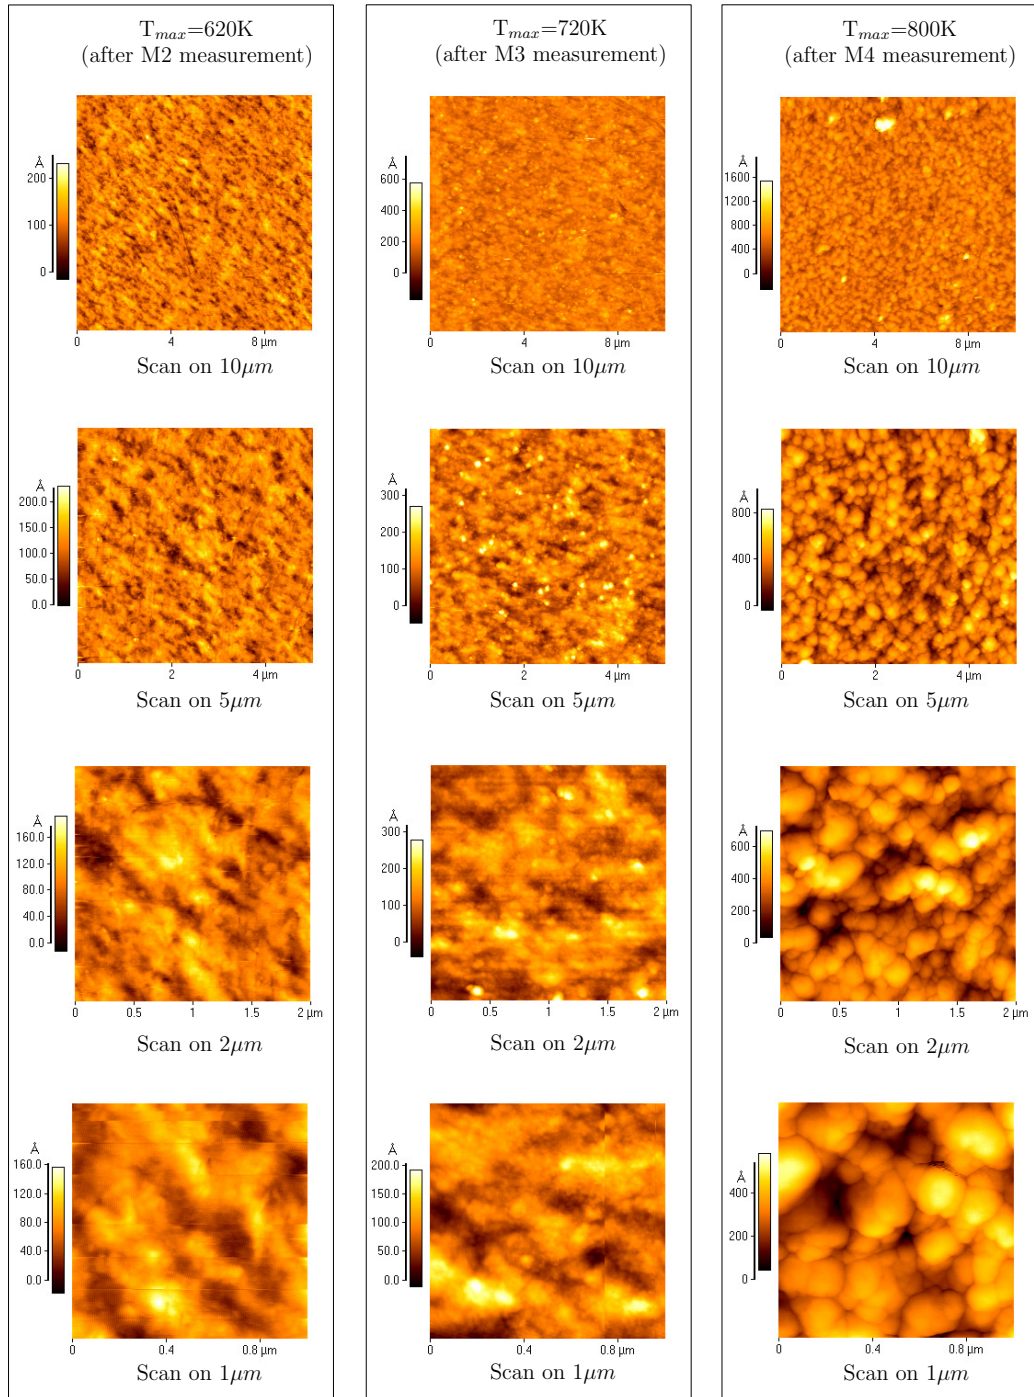 T_max=620K
(after M2 measurement)
Å
200
100
0
0 4 8 µm
Scan on 10µm
Å
200.0
150.0
100.0
50.0
0.0
0 2 4 µm
Scan on 5µm
Å
160.0
120.0
80.0
40.0
0.0
0 0.5 1 1.5 2 µm
Scan on 2µm
Å
160.0
120.0
80.0
40.0
0.0
0 0.4 0.8 µm
Scan on 1µm
T_max=720K
(after M3 measurement)
Å
600
400
200
0
0 4 8 µm
Scan on 10µm
Å
300
200
100
0
0 2 4 µm
Scan on 5µm
Å
300
200
100
0
0 0.5 1 1.5 2 µm
Scan on 2µm
Å
200.0
150.0
100.0
50.0
0.0
0 0.4 0.8 µm
Scan on 1µm
T_max=800K
(after M4 measurement)
Å
1600
1200
800
400
0
0 4 8 µm
Scan on 10µm
Å
800
400
0
0 2 4 µm
Scan on 5µm
Å
600
400
200
0
0 0.5 1 1.5 2 µm
Scan on 2µm
Å
400
200
0
0 0.4 0.8 µm
Scan on 1µm